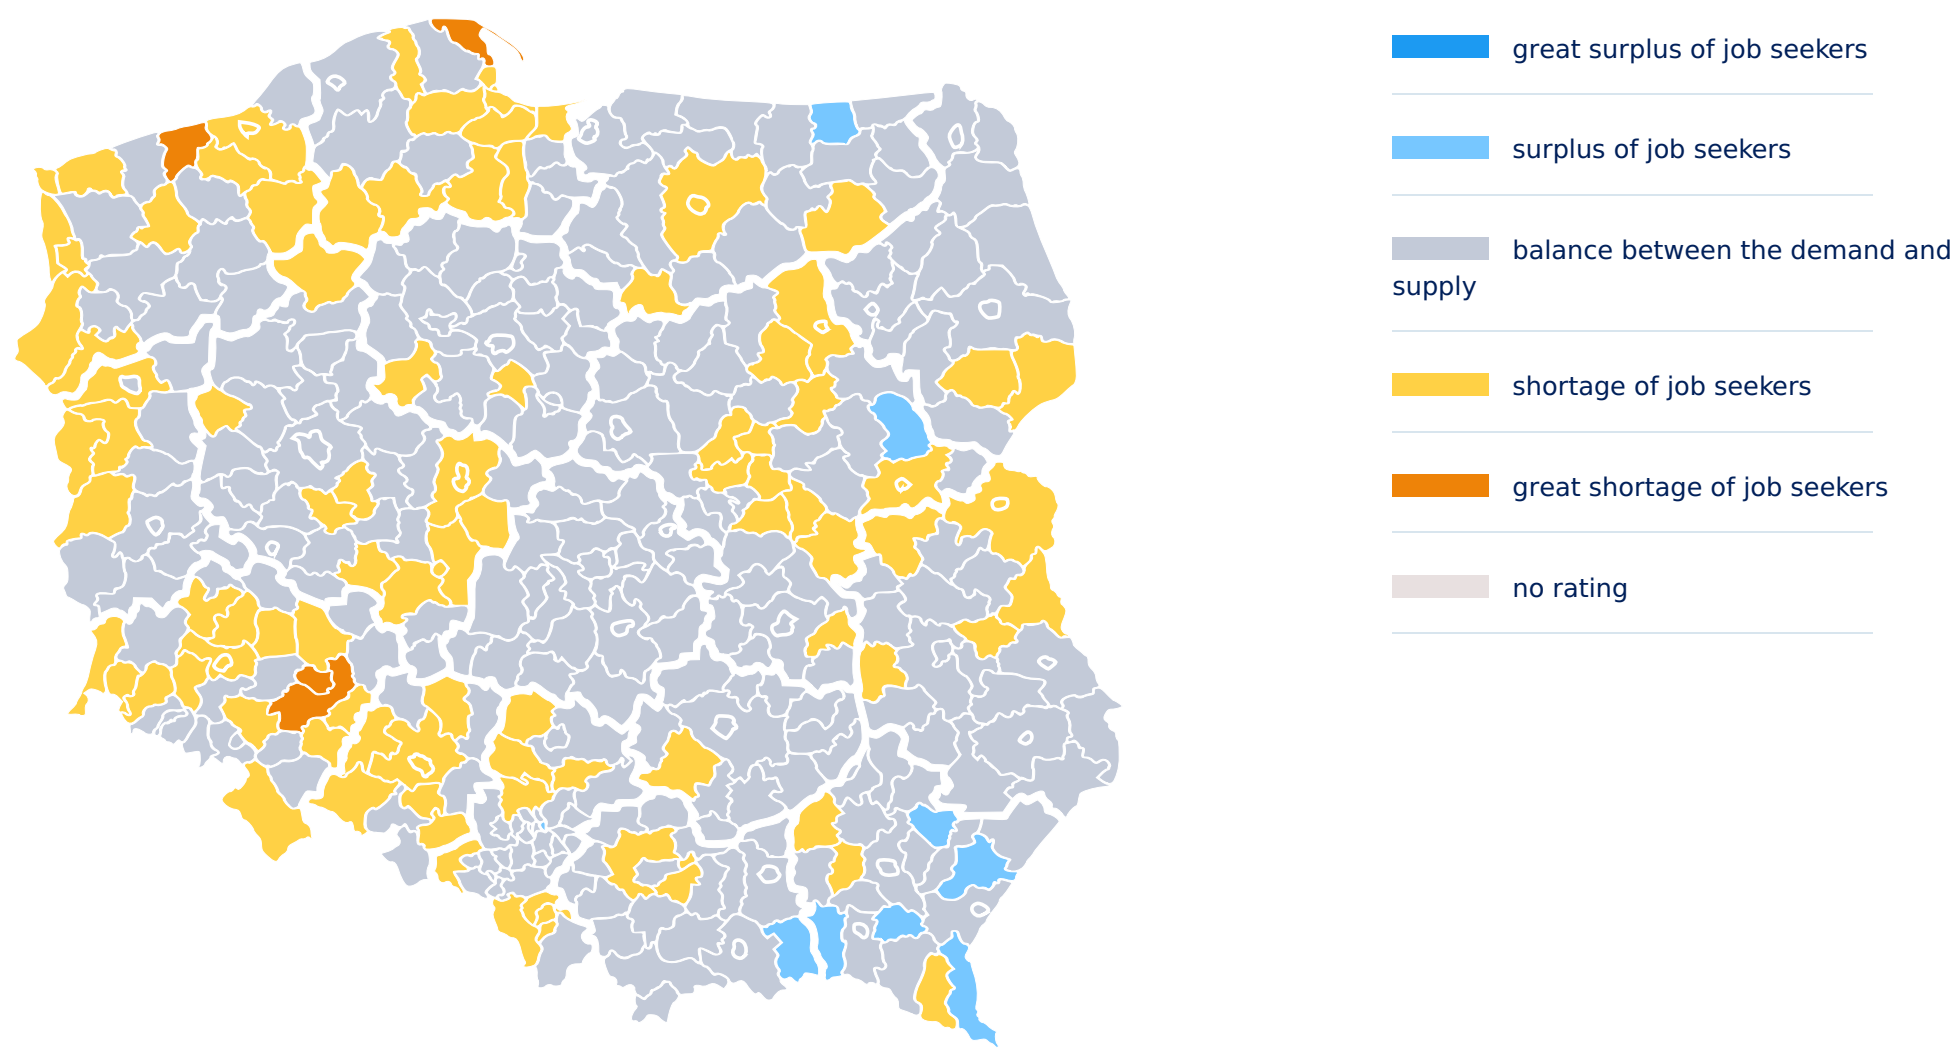 great surplus of job seekers
surplus of job seekers
balance between the demand and
supply
shortage of job seekers
great shortage of job seekers
no rating